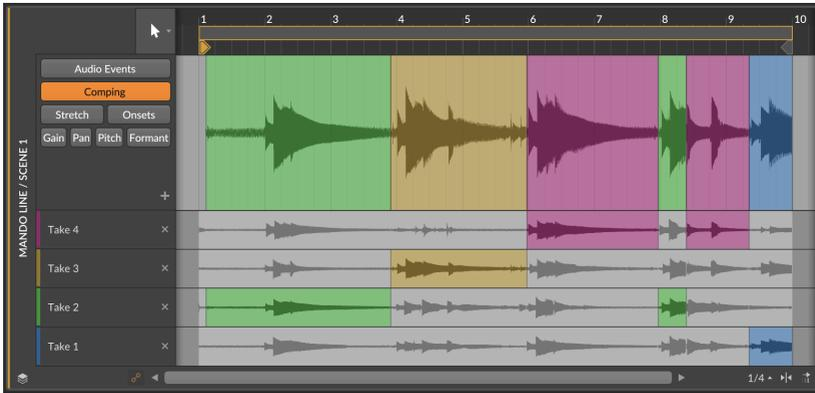 1 2 3 4 5 6 7 8 9 10
Audio Events
Comping
Stretch Onsets
Gain Pan Pitch Formant
+
MANDO LINE / SCENE 1
Take 4 ×
Take 3 ×
Take 2 ×
Take 1 ×
1/4